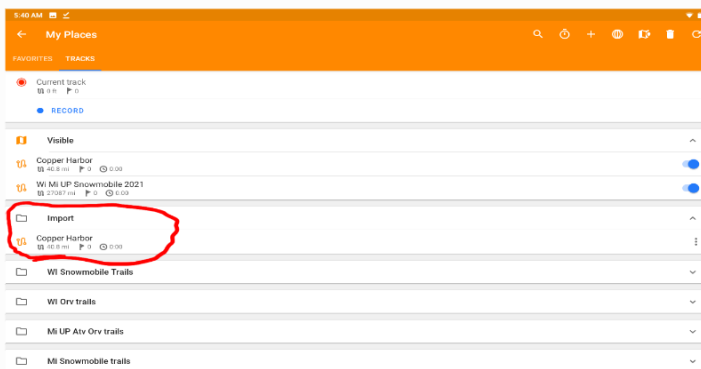 5:40 AM
My Places
FAVORITES TRACKS
Current track
0 ft 0
RECORD
Visible
Copper Harbor
40.8 mi 0 0:00
Wi Mi UP Snowmobile 2021
27087 mi 0 0:00
Import
Copper Harbor
40.8 mi 0 0:00
WI Snowmobile Trails
WI Orv trails
Mi UP Atv Orv trails
Mi Snowmobile trails